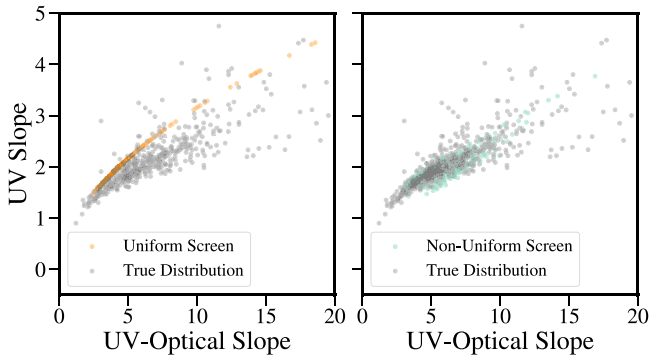 5
4
3
2
1
0
UV Slope
Uniform Screen
True Distribution
0
5
10
15
20
UV-Optical Slope
Non-Uniform Screen
True Distribution
0
5
10
15
20
UV-Optical Slope